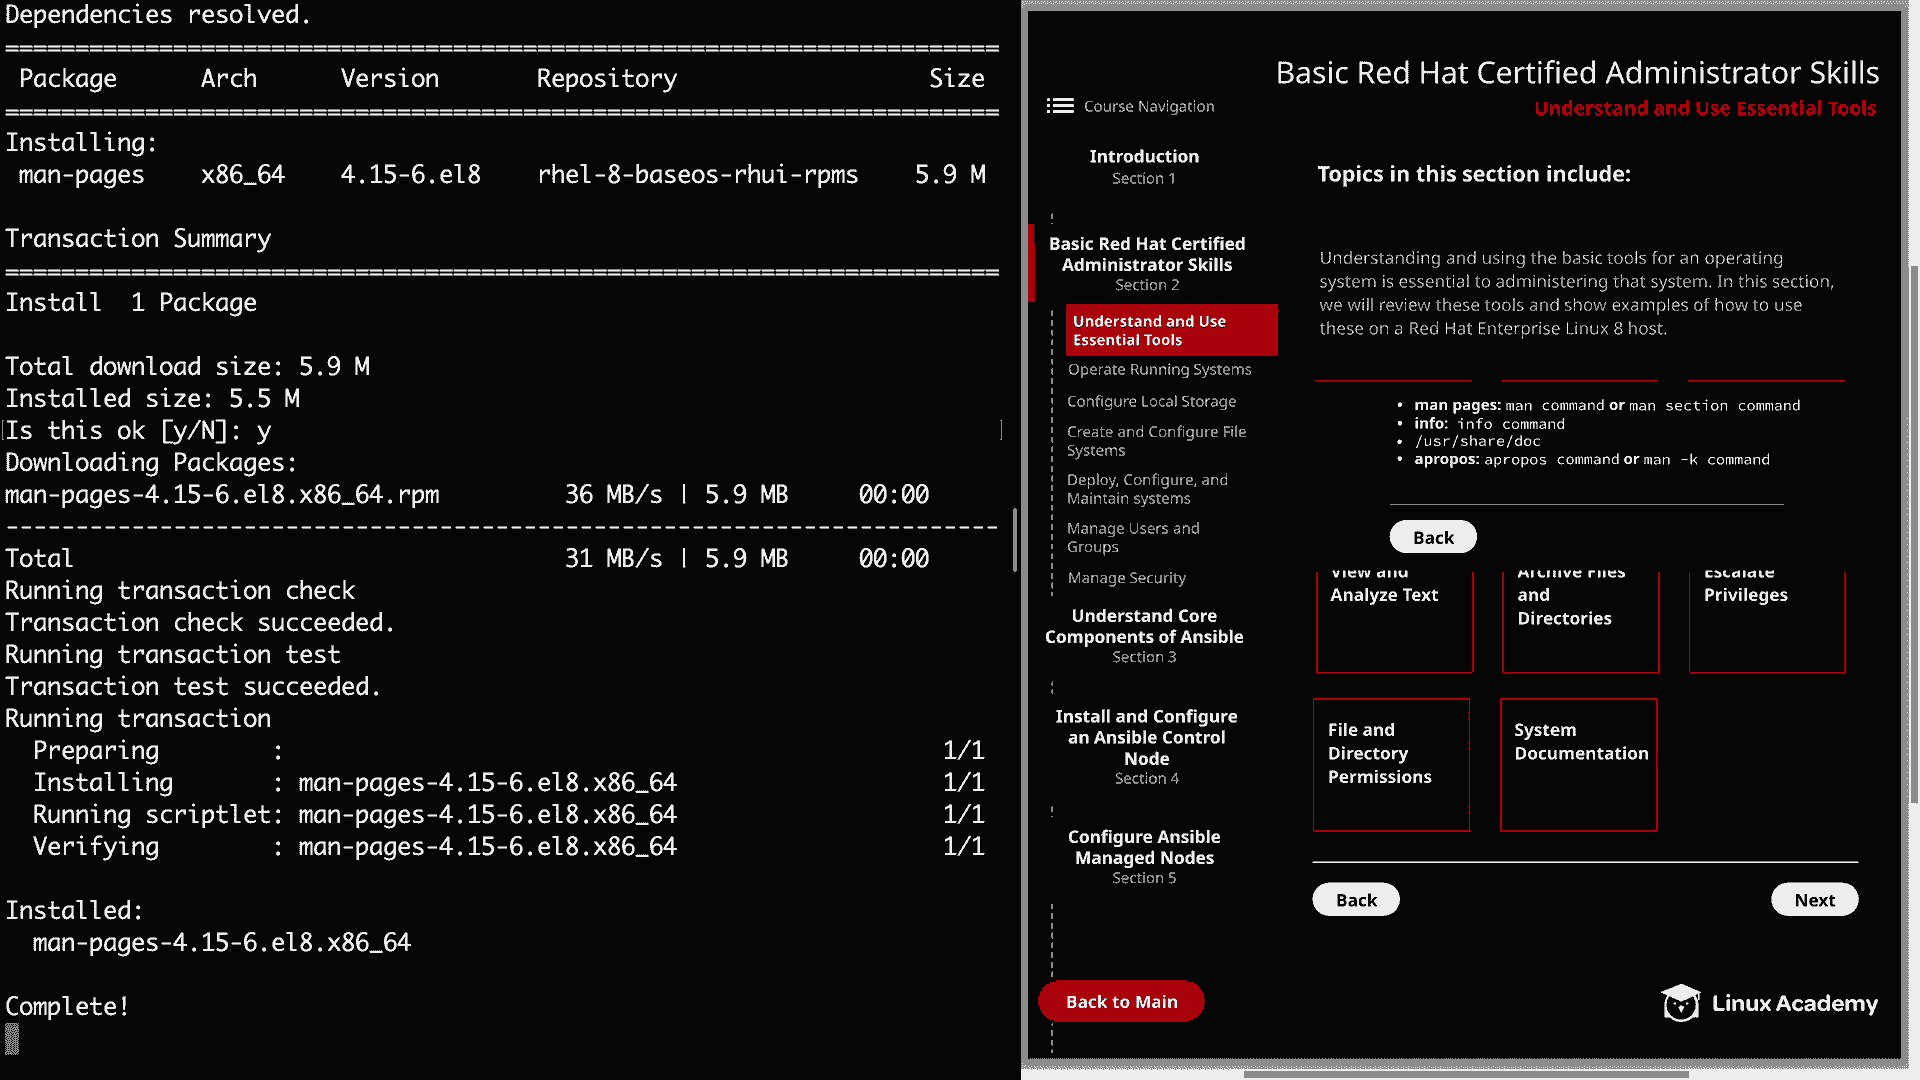 Dependencies resolved.
Package Arch Version Repository Size
Installing:
man-pages x86_64 4.15-6.el8 rhel-8-baseos-rhui-rpms 5.9 M
Transaction Summary
Install 1 Package
Total download size: 5.9 M
Installed size: 5.5 M
Is this ok [y/N]: y
Downloading Packages:
man-pages-4.15-6.el8.x86_64.rpm 36 MB/s | 5.9 MB 00:00
Total 31 MB/s | 5.9 MB 00:00
Running transaction check
Transaction check succeeded.
Running transaction test
Transaction test succeeded.
Running transaction
Preparing : 1/1
Installing : man-pages-4.15-6.el8.x86_64 1/1
Running scriptlet: man-pages-4.15-6.el8.x86_64 1/1
Verifying : man-pages-4.15-6.el8.x86_64 1/1
Installed:
man-pages-4.15-6.el8.x86_64
Complete!
Basic Red Hat Certified Administrator Skills
Understand and Use Essential Tools
Course Navigation
Introduction
Section 1
Basic Red Hat Certified
Administrator Skills
Section 2
Understand and Use
Essential Tools
Operate Running Systems
Configure Local Storage
Create and Configure File
Systems
Deploy, Configure, and
Maintain systems
Manage Users and
Groups
Manage Security
Understand Core
Components of Ansible
Section 3
Install and Configure
an Ansible Control
Node
Section 4
Configure Ansible
Managed Nodes
Section 5
Back to Main
Topics in this section include:
Understanding and using the basic tools for an operating
system is essential to administering that system. In this section,
we will review these tools and show examples of how to use
these on a Red Hat Enterprise Linux 8 host.
• man pages: man command or man section command
• info: info command
• /usr/share/doc
• apropos: apropos command or man -k command
Back
View and
Analyze Text
Archive Files
and
Directories
Escalate
Privileges
File and
Directory
Permissions
System
Documentation
Back
Next
Linux Academy